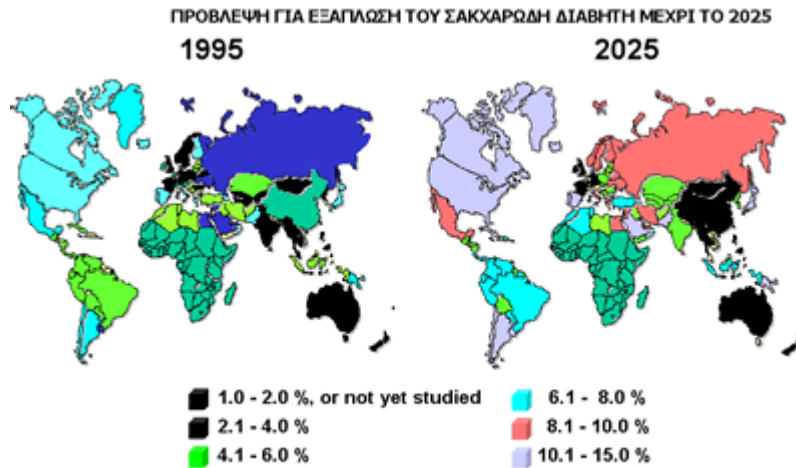 ΠΡΟΒΛΕΨΗ ΓΙΑ ΕΞΑΠΛΩΣΗ ΤΟΥ ΣΑΚΧΑΡΩΔΗ ΔΙΑΒΗΤΗ ΜΕΧΡΙ ΤΟ 2025
1995 2025
1.0 - 2.0 %, or not yet studied
2.1 - 4.0 %
4.1 - 6.0 %
6.1 - 8.0 %
8.1 - 10.0 %
10.1 - 15.0 %